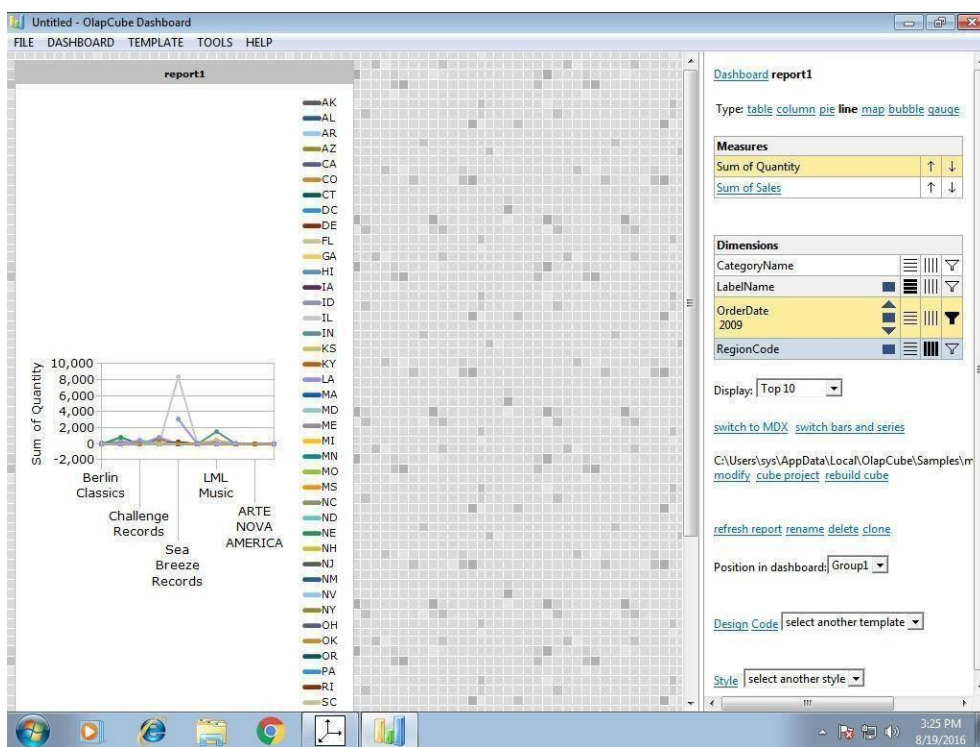 Untitled - OlapCube Dashboard
FILE DASHBOARD TEMPLATE TOOLS HELP
report1
AK
AL
AR
AZ
CA
CO
CT
DC
DE
FL
GA
HI
IA
ID
IL
IN
KS
KY
LA
MA
MD
ME
MI
MN
MO
MS
NC
ND
NE
NH
NJ
NM
NV
NY
OH
OK
OR
PA
RI
SC
Sum of Quantity
10,000
8,000
6,000
4,000
2,000
0
-2,000
Berlin
Classics
Challenge
Records
Sea
Breeze
Records
LML
Music
ARTE
NOVA
AMERICA
Dashboard report1
Type: table column pie line map bubble gauge
Measures
Sum of Quantity ↑ ↓
Sum of Sales ↑ ↓
Dimensions
CategoryName
LabelName
OrderDate
2009
RegionCode
Display: Top 10
switch to MDX switch bars and series
C:\Users\sys\AppData\Local\OlapCube\Samples\m
modify cube project rebuild cube
refresh report rename delete clone
Position in dashboard: Group1
Design Code select another template
Style select another style
3:25 PM
8/19/2016